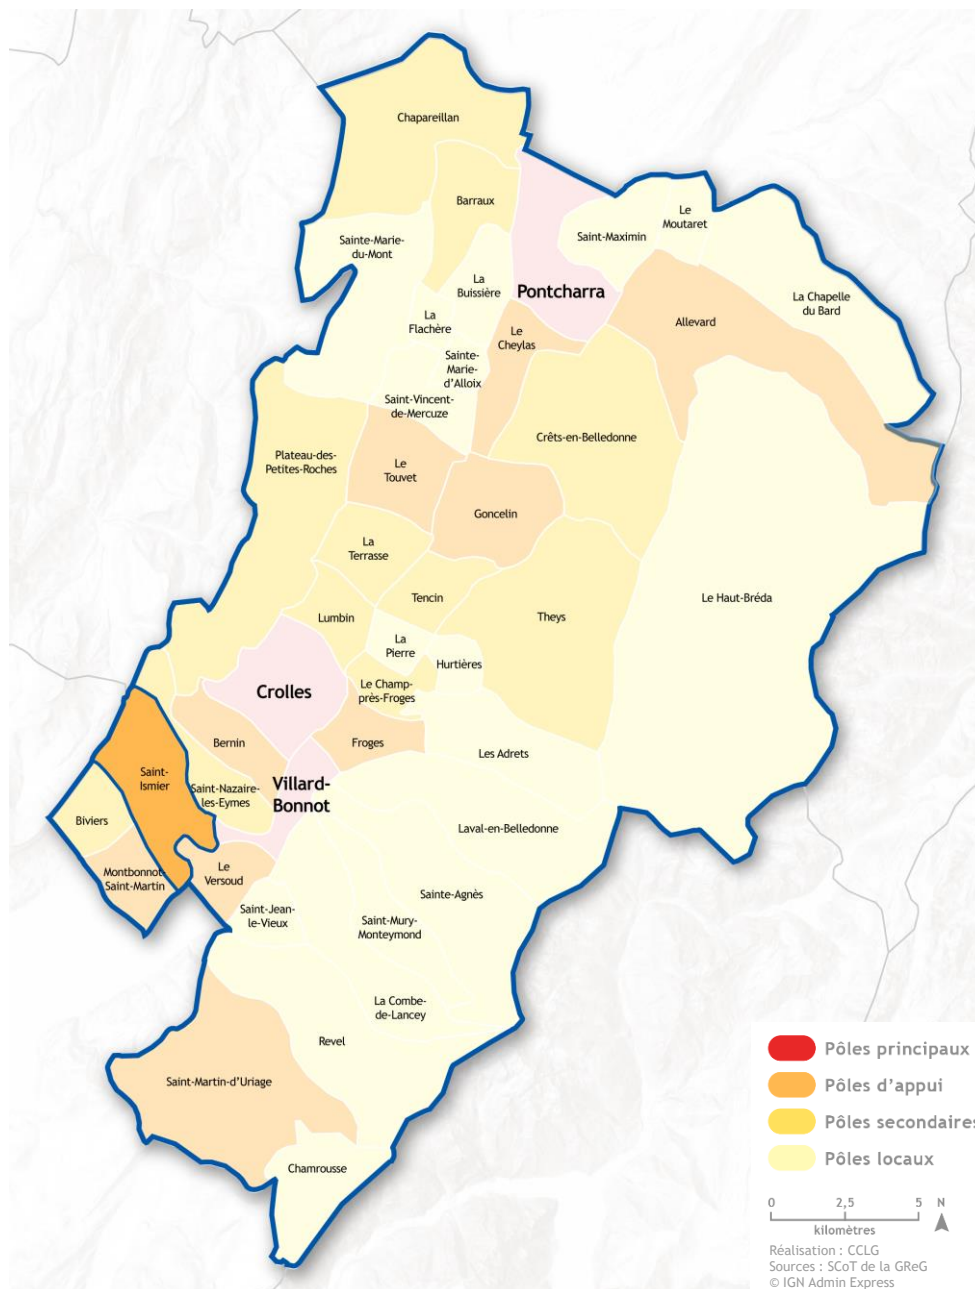 Chapareillan
Barraux
Le
Moutaret
Saint-Maximin
Sainte-Marie-
du-Mont
La
Buissière
Pontcharra
La Chapelle
du Bard
La
Flachère
Le
Cheylas
Allevard
Sainte-
Marie-
d'Alloix
Saint-Vincent-
de-Mercuze
Crêts-en-Belledonne
Plateau-des-
Petites-Roches
Le
Touvet
Goncelin
La
Terrasse
Tencin
Le Haut-Bréda
Lumbin
Theys
La
Pierre
Hurtières
Crolles
Le Champ-
près-Froges
Bernin
Froges
Les Adrets
Saint-
Ismier
Villard-
Bonnot
Saint-Nazaire-
les-Eymes
Biviers
Laval-en-Belledonne
Montbonnot-
Saint-Martin
Le
Versoud
Sainte-Agnès
Saint-Jean-
le-Vieux
Saint-Mury-
Monteymond
La Combe-
de-Lancey
Revel
Saint-Martin-d'Uriage
Chamrousse
Pôles principaux
Pôles d'appui
Pôles secondaires
Pôles locaux
0 2,5 5 N
kilomètres
Réalisation : CCLG
Sources : SCoT de la GReG
© IGN Admin Express